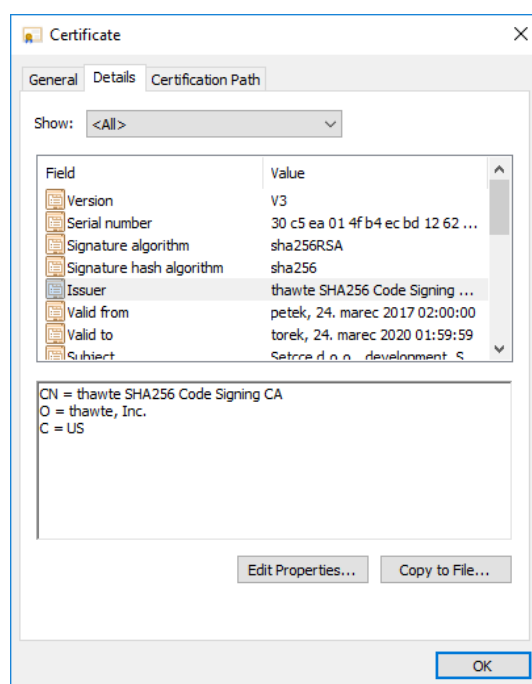 Certificate
General Details Certification Path
Show: <All>
Field Value
Version V3
Serial number 30 c5 ea 01 4f b4 ec bd 12 62 ...
Signature algorithm sha256RSA
Signature hash algorithm sha256
Issuer thawte SHA256 Code Signing ...
Valid from petek, 24. marec 2017 02:00:00
Valid to torek, 24. marec 2020 01:59:59
Subject Setcce d.o.o., development, S
CN = thawte SHA256 Code Signing CA
O = thawte, Inc.
C = US
Edit Properties... Copy to File...
OK